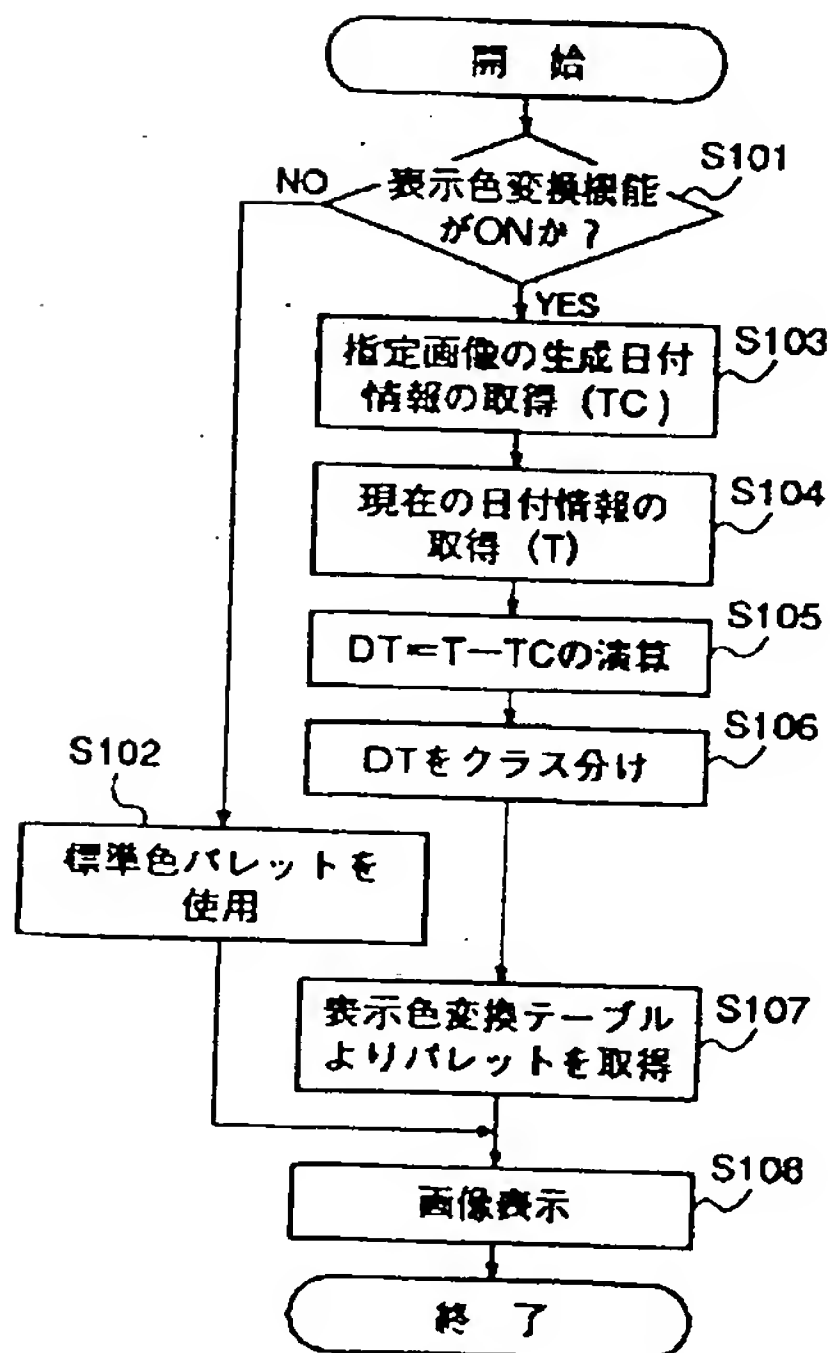 開 始
S101
表示色変換機能
がONか？
NO
YES
S103
指定画像の生成日付
情報の取得 (TC)
S104
現在の日付情報の
取得 (T)
S105
DT=T-TCの演算
S106
DTをクラス分け
S102
標準色パレットを
使用
S107
表示色変換テーブル
よりパレットを取得
S108
画像表示
終 了